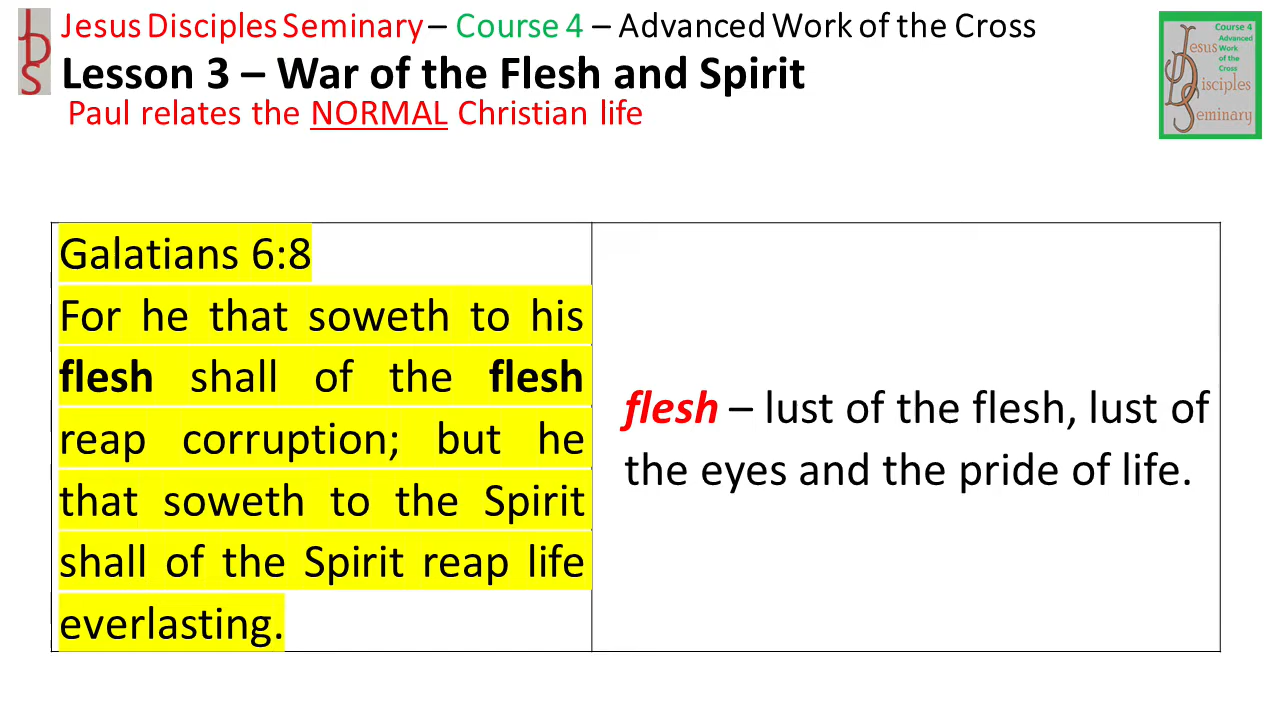 JDS
Jesus Disciples Seminary – Course 4 – Advanced Work of the Cross
Lesson 3 – War of the Flesh and Spirit
Paul relates the NORMAL Christian life
Course 4
Advanced
Work
of the
Cross
Jesus
Disciples
Seminary
Galatians 6:8
For he that soweth to his
flesh shall of the flesh
reap corruption; but he
that soweth to the Spirit
shall of the Spirit reap life
everlasting.
flesh – lust of the flesh, lust of
the eyes and the pride of life.